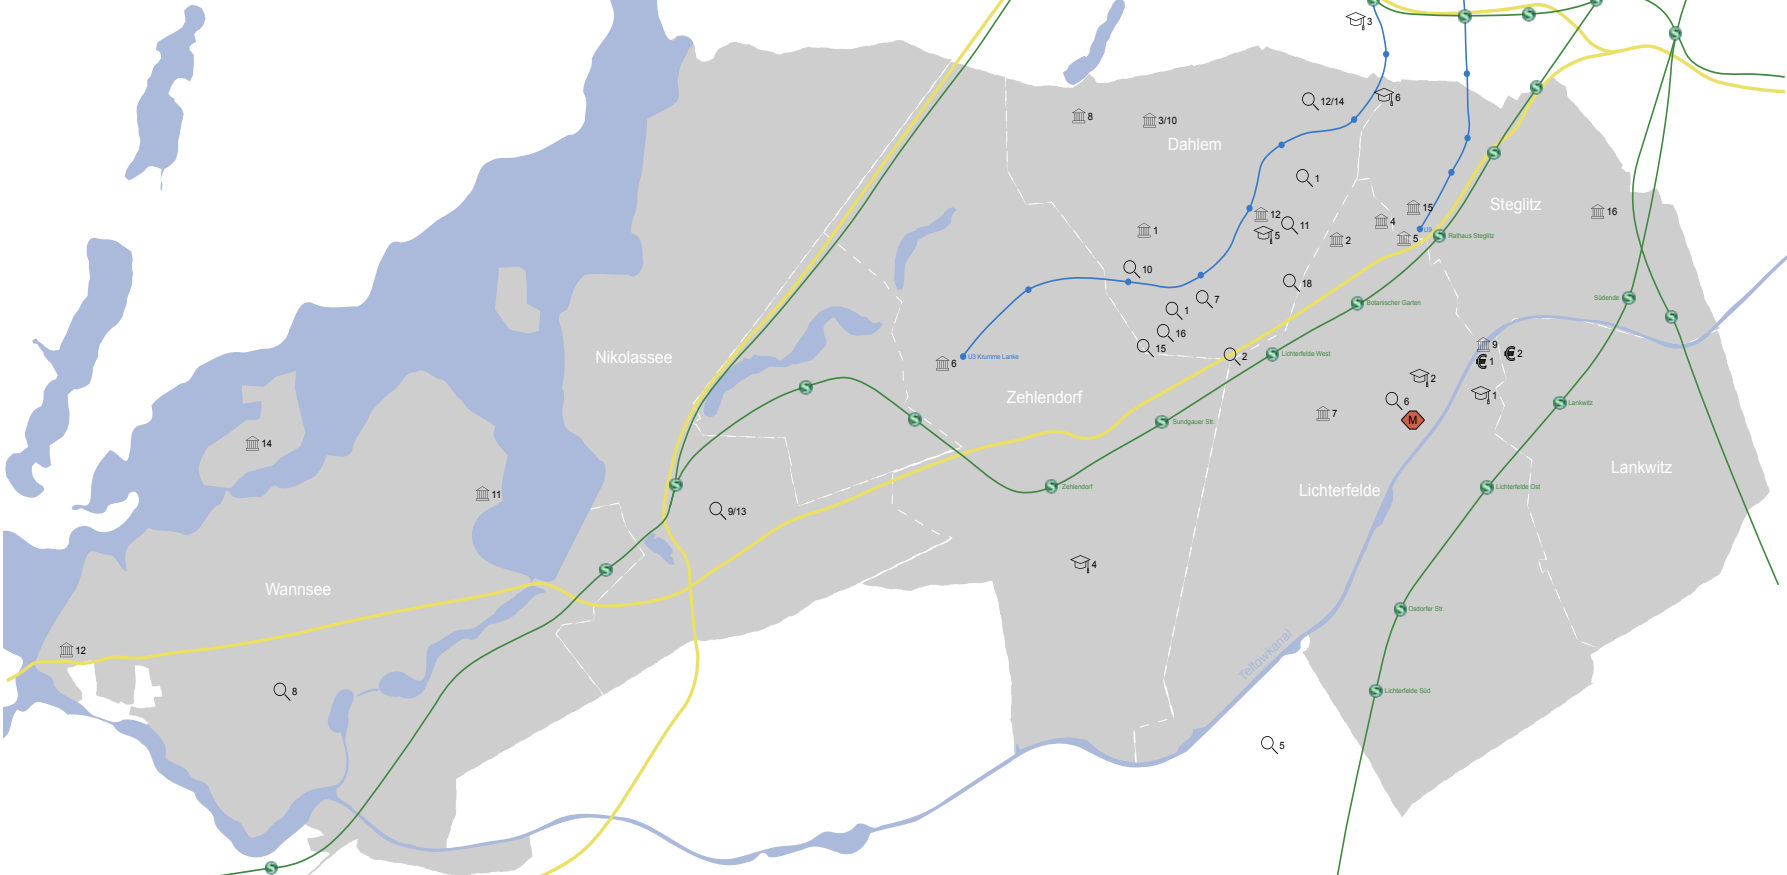 3
12/14
6
8
3/10
Dahlem
1
Steglitz
15
16
12
4
11
5
1
2
U9
5
Rathaus Steglitz
10
18
7
Südende
1
Botanischer Garten
16
15
9
Nikolassee
U3 Krumme Lanke
6
2
Lichterfelde West
1
2
2
Zehlendorf
1
6
Lankwitz
7
M
Sundgauer Str.
14
Lankwitz
Zehlendorf
Lichterfelde
Lichterfelde Ost
11
9/13
4
Wannsee
Osdorfer Str.
12
Teltowkanal
8
Lichterfelde Süd
5